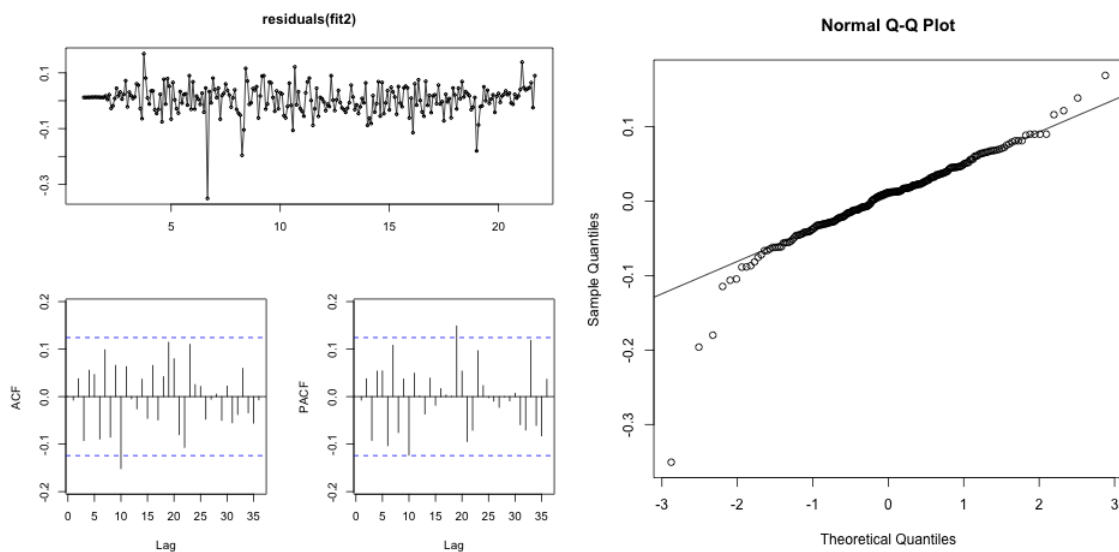 residuals(fit2)
0.1
-0.1
-0.3
5
10
15
20
ACF
0.2
0.1
0.0
-0.1
-0.2
0 5 10 15 20 25 30 35
Lag
PACF
0.2
0.1
0.0
-0.1
-0.2
0 5 10 15 20 25 30 35
Lag
Normal Q-Q Plot
Sample Quantiles
0.1
0.0
-0.1
-0.2
-0.3
-3 -2 -1 0 1 2 3
Theoretical Quantiles